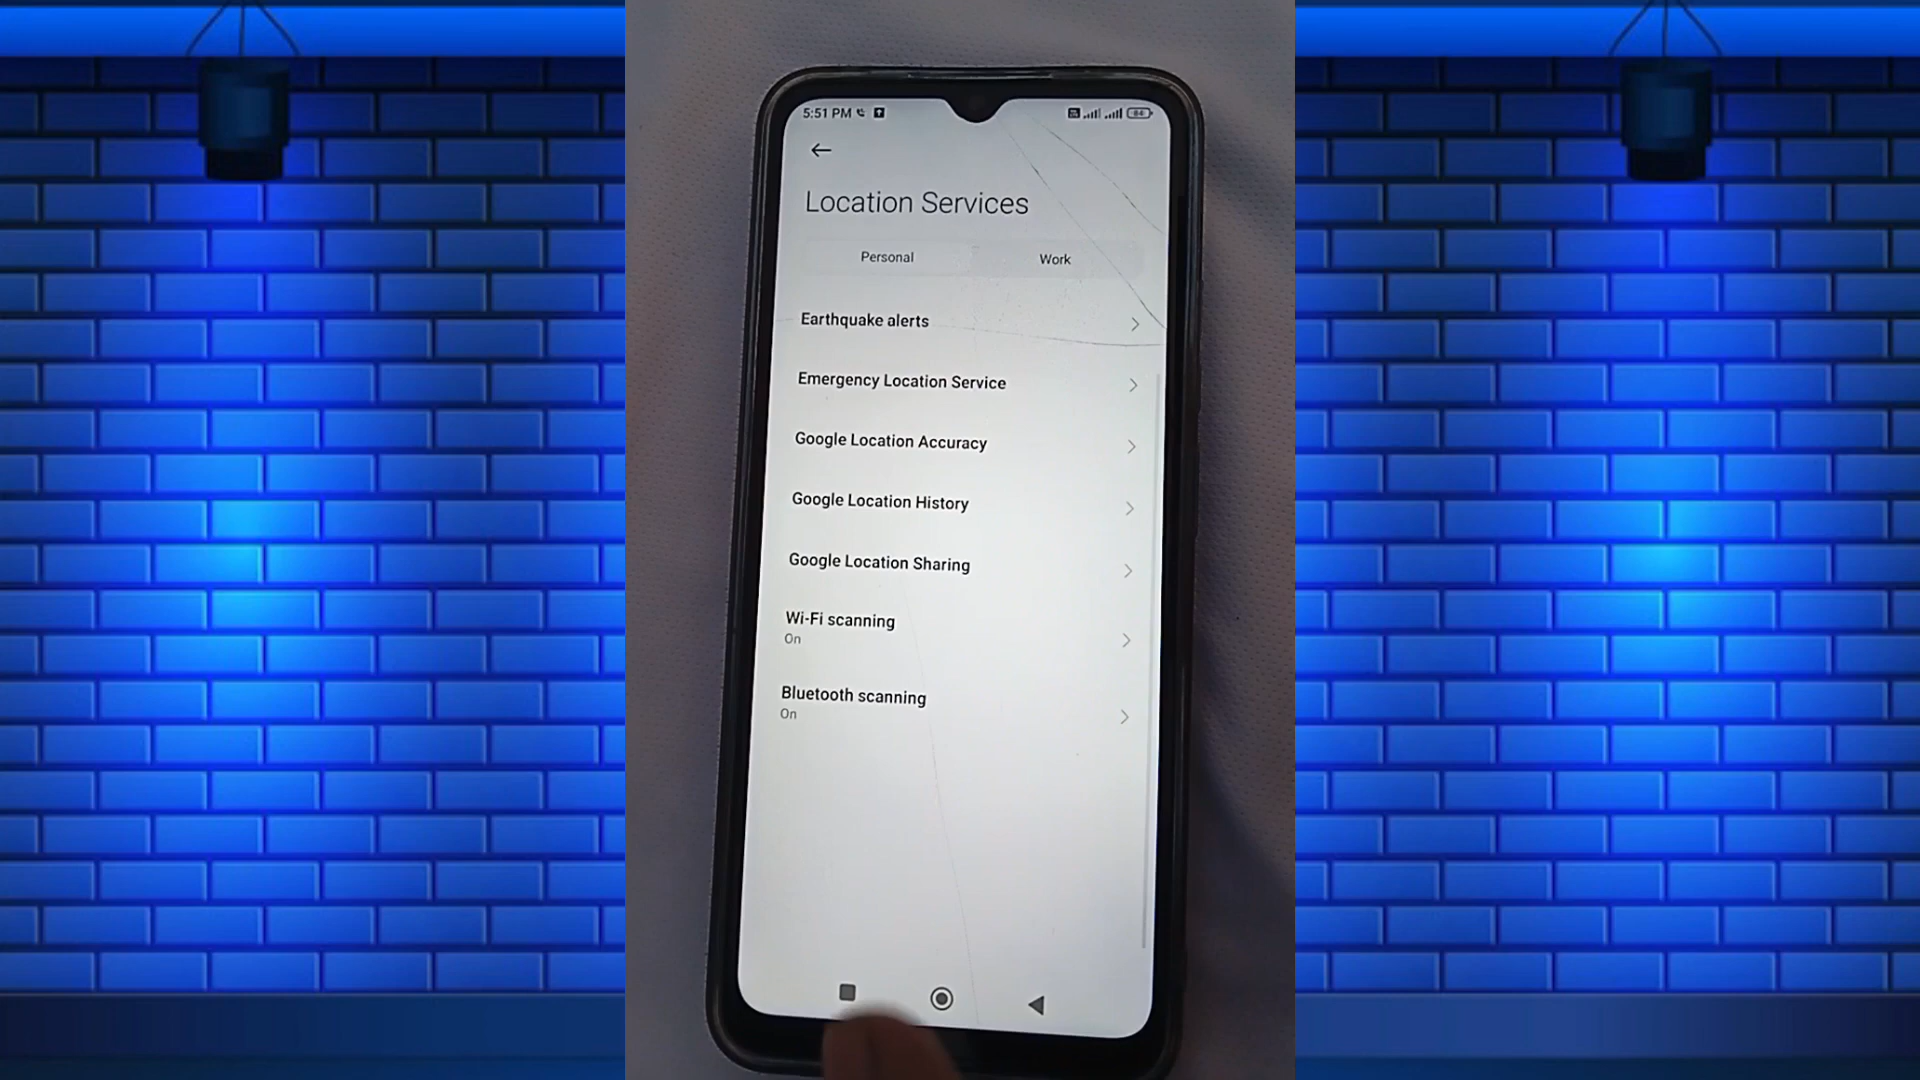 5:51 PM
84
Location Services
Personal
Work
Earthquake alerts
Emergency Location Service
Google Location Accuracy
Google Location History
Google Location Sharing
Wi-Fi scanning
On
Bluetooth scanning
On